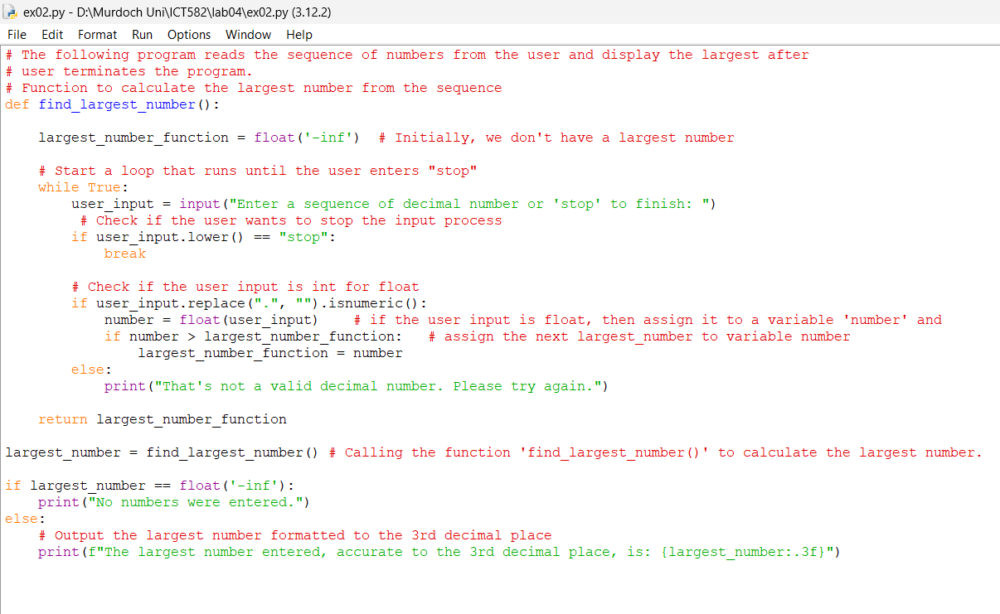 ex02.py - D:\Murdoch Uni\ICT582\lab04\ex02.py (3.12.2)
File Edit Format Run Options Window Help
# The following program reads the sequence of numbers from the user and display the largest after
# user terminates the program.
# Function to calculate the largest number from the sequence
def find_largest_number():
    largest_number_function = float('-inf')  # Initially, we don't have a largest number
    # Start a loop that runs until the user enters "stop"
    while True:
        user_input = input("Enter a sequence of decimal number or 'stop' to finish: ")
         # Check if the user wants to stop the input process
        if user_input.lower() == "stop":
            break
        # Check if the user input is int for float
        if user_input.replace(".", "").isnumeric():
            number = float(user_input)    # if the user input is float, then assign it to a variable 'number' and
            if number > largest_number_function:   # assign the next largest_number to variable number
                largest_number_function = number
        else:
            print("That's not a valid decimal number. Please try again.")
    return largest_number_function
largest_number = find_largest_number() # Calling the function 'find_largest_number()' to calculate the largest number.
if largest_number == float('-inf'):
    print("No numbers were entered.")
else:
    # Output the largest number formatted to the 3rd decimal place
    print(f"The largest number entered, accurate to the 3rd decimal place, is: {largest_number:.3f}")